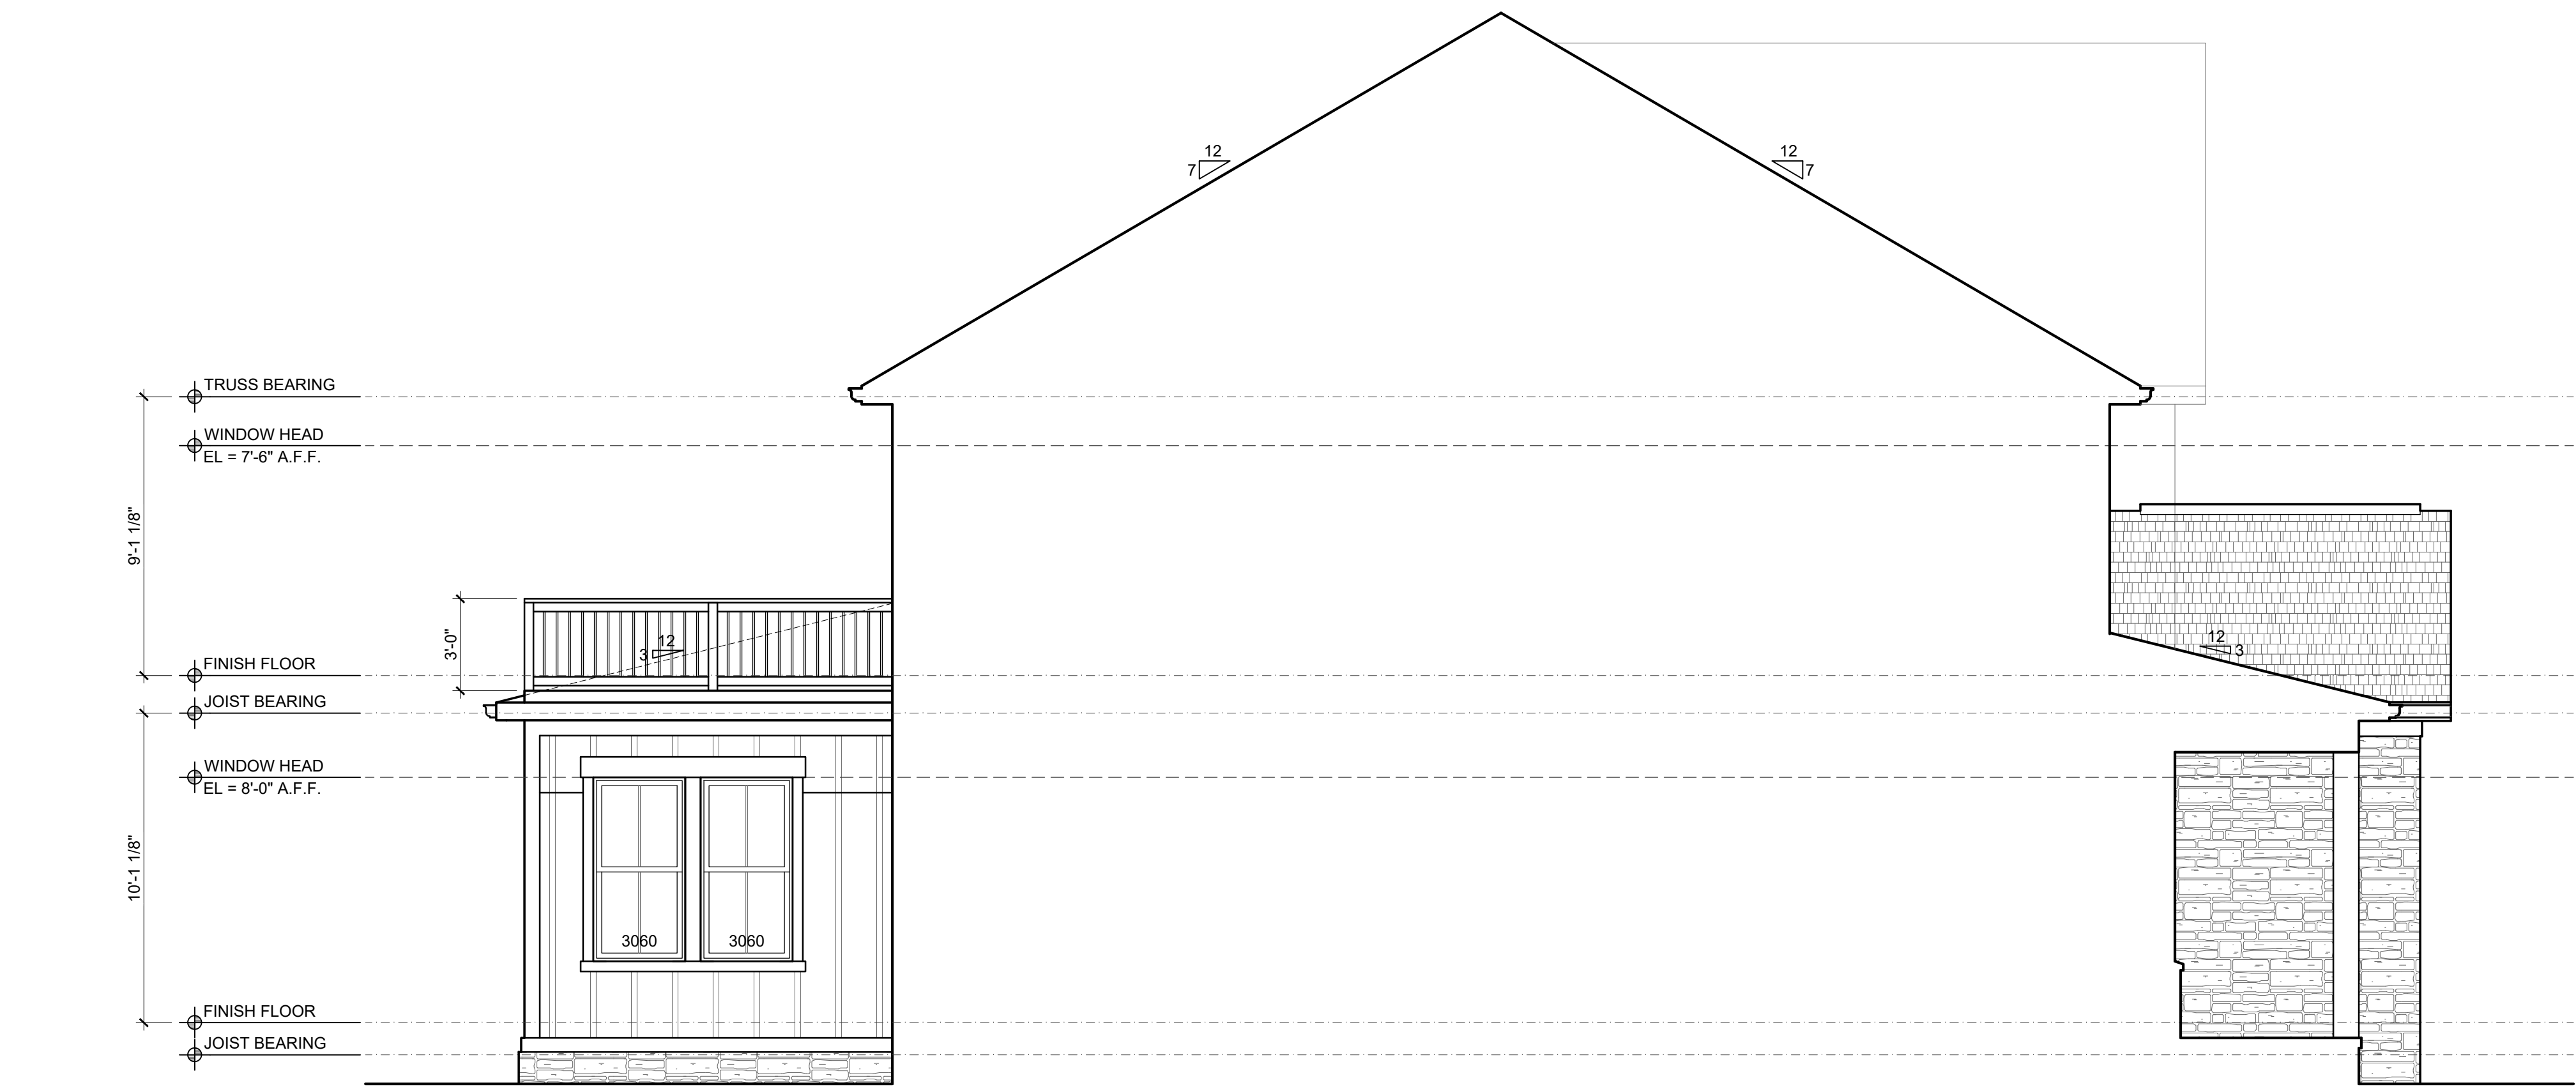 12
7
12
7
TRUSS BEARING
WINDOW HEAD
EL = 7'-6" A.F.F.
9'-1 1/8"
3'-0"
12
3
12
3
FINISH FLOOR
JOIST BEARING
WINDOW HEAD
EL = 8'-0" A.F.F.
10'-1 1/8"
3060
3060
FINISH FLOOR
JOIST BEARING